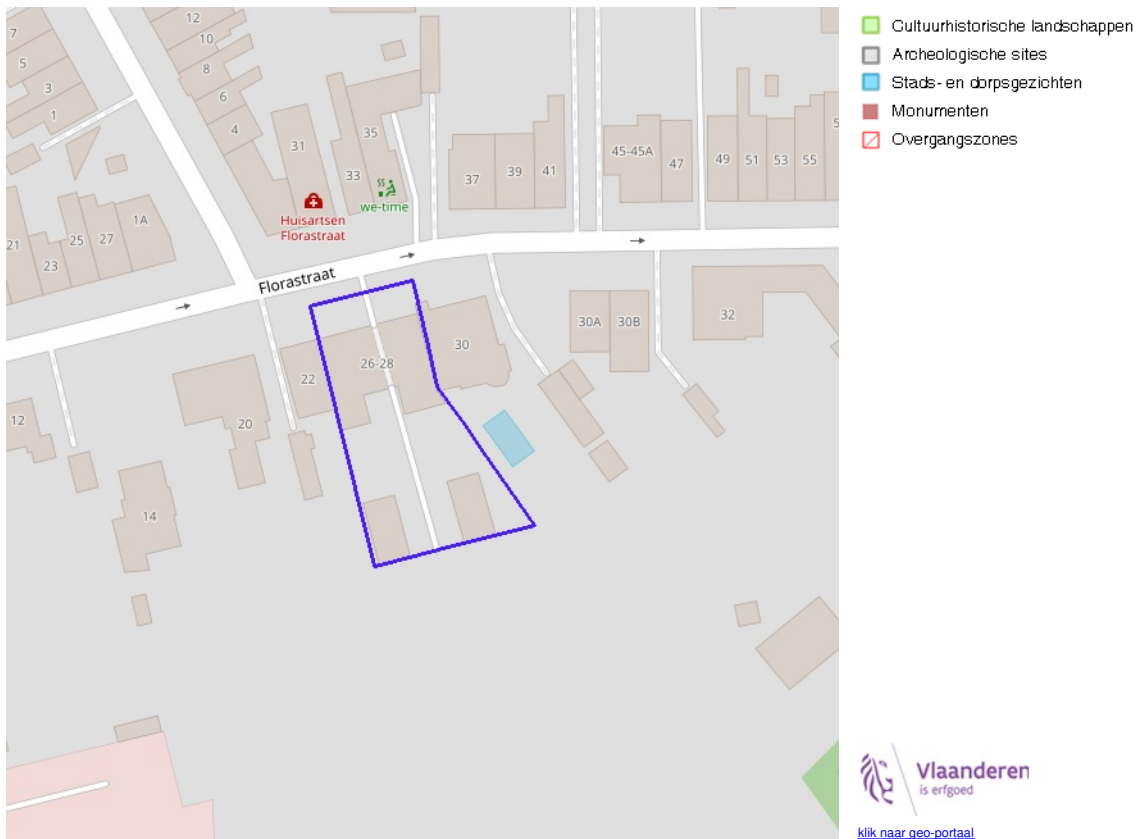 7
5
3
1
12
10
8
6
4
31
35
33
Huisartsen
Florastraat
we-time
37
39
41
45-45A
47
49
51
53
55
1A
21
23
25
27
Florastraat
12
14
20
22
26-28
30
30A
30B
32
Cultuurhistorische landschappen
Archeologische sites
Stads- en dorpsgezichten
Monumenten
Overgangszones
Vlaanderen
is erfgoed
klik naar geo-portaal